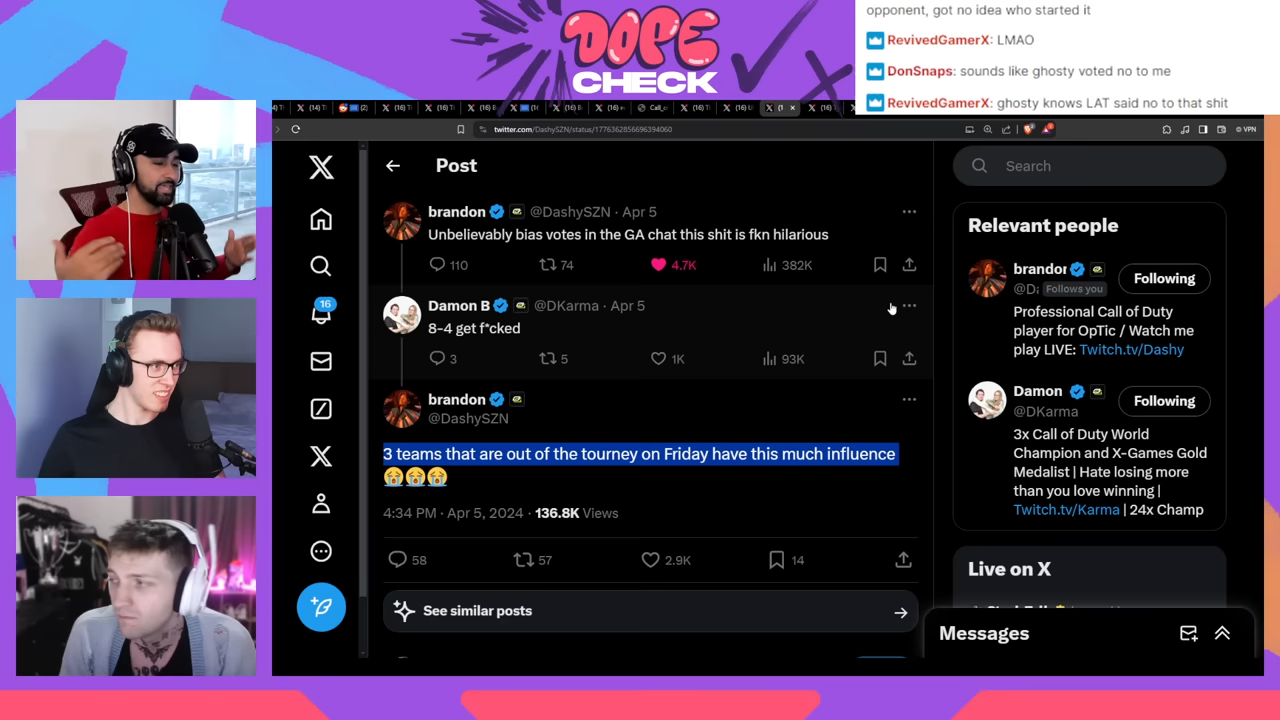 DOPE
CHECK
opponent, got no idea who started it
RevivedGamerX: LMAO
DonSnaps: sounds like ghosty voted no to me
RevivedGamerX: ghosty knows LAT said no to that shit
twitter.com/DashySZN/status/1776362856696394060
VPN
Post
Search
brandon @DashySZN · Apr 5
Unbelievably bias votes in the GA chat this shit is fkn hilarious
110 74 4.7K 382K
Damon B @DKarma · Apr 5
8-4 get f*cked
3 5 1K 93K
brandon
@DashySZN
3 teams that are out of the tourney on Friday have this much influence
😭😭😭
4:34 PM · Apr 5, 2024 · 136.8K Views
58 57 2.9K 14
See similar posts
16
Relevant people
brandon
@D Follows you
Following
Professional Call of Duty
player for OpTic / Watch me
play LIVE: Twitch.tv/Dashy
Damon
@DKarma
Following
3x Call of Duty World
Champion and X-Games Gold
Medalist | Hate losing more
than you love winning |
Twitch.tv/Karma | 24x Champ
Live on X
Messages